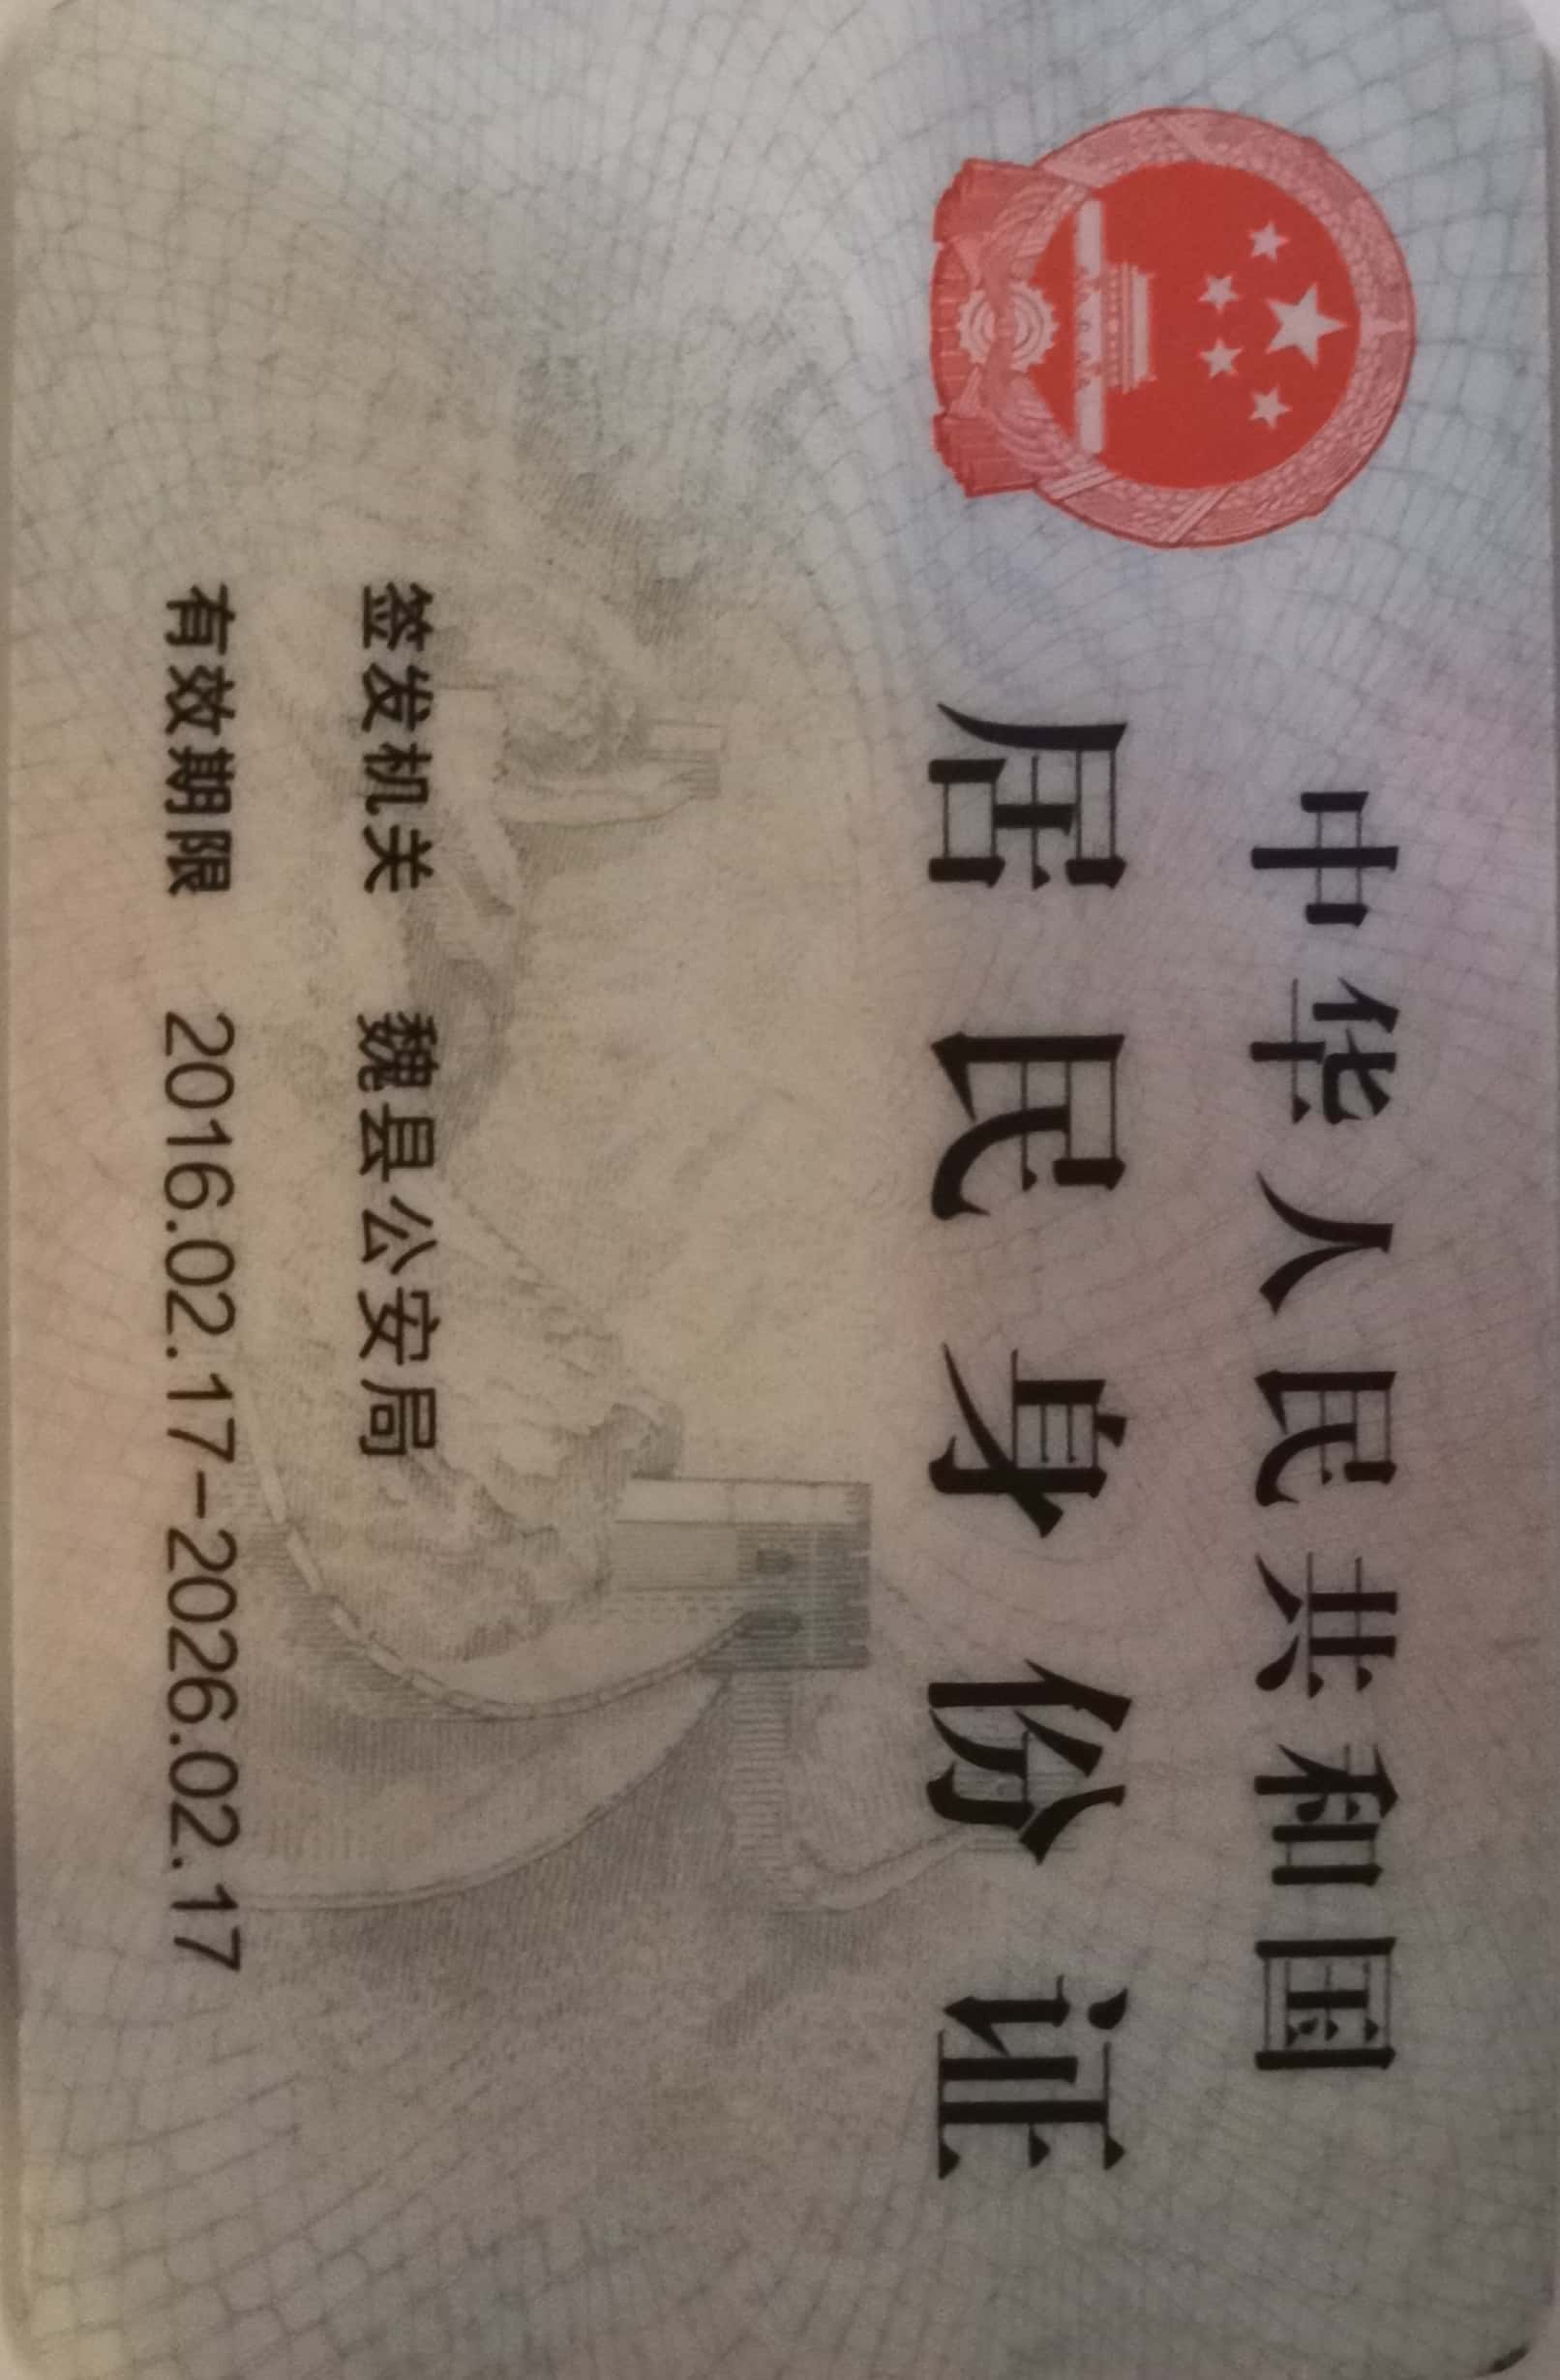 中华人民共和国
居民身份证
签发机关 魏县公安局
有效期限 2016.02.17-2026.02.17